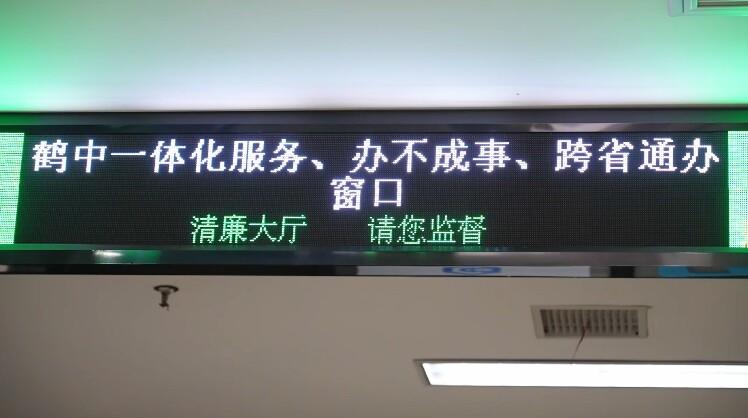 鹤中一体化服务、办不成事、跨省通办
窗口
清廉大厅 请您监督